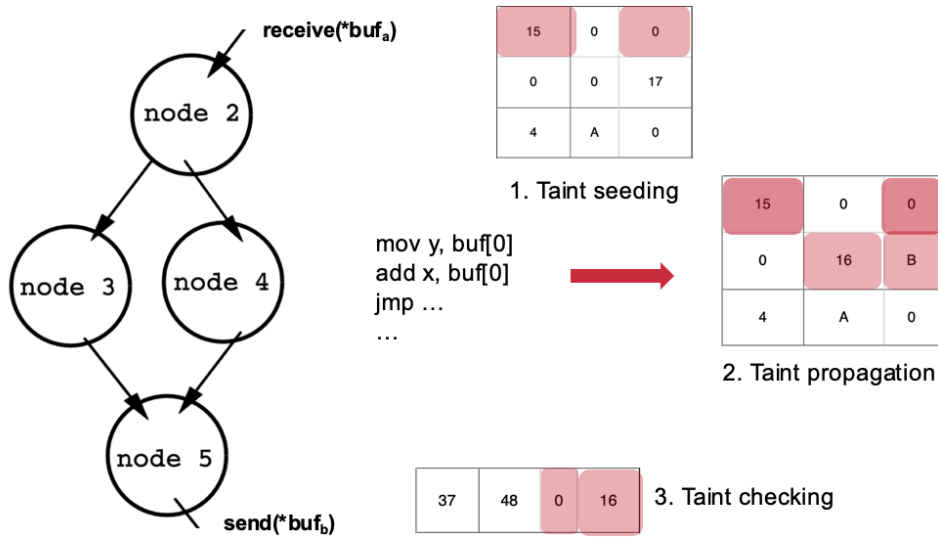 receive(*bufa)
node 2
15 0 0
0 0 17
4 A 0
1. Taint seeding
node 3
node 4
mov y, buf[0]
add x, buf[0]
jmp …
…
15 0 0
0 16 B
4 A 0
2. Taint propagation
node 5
send(*bufb)
37 48 0 16
3. Taint checking